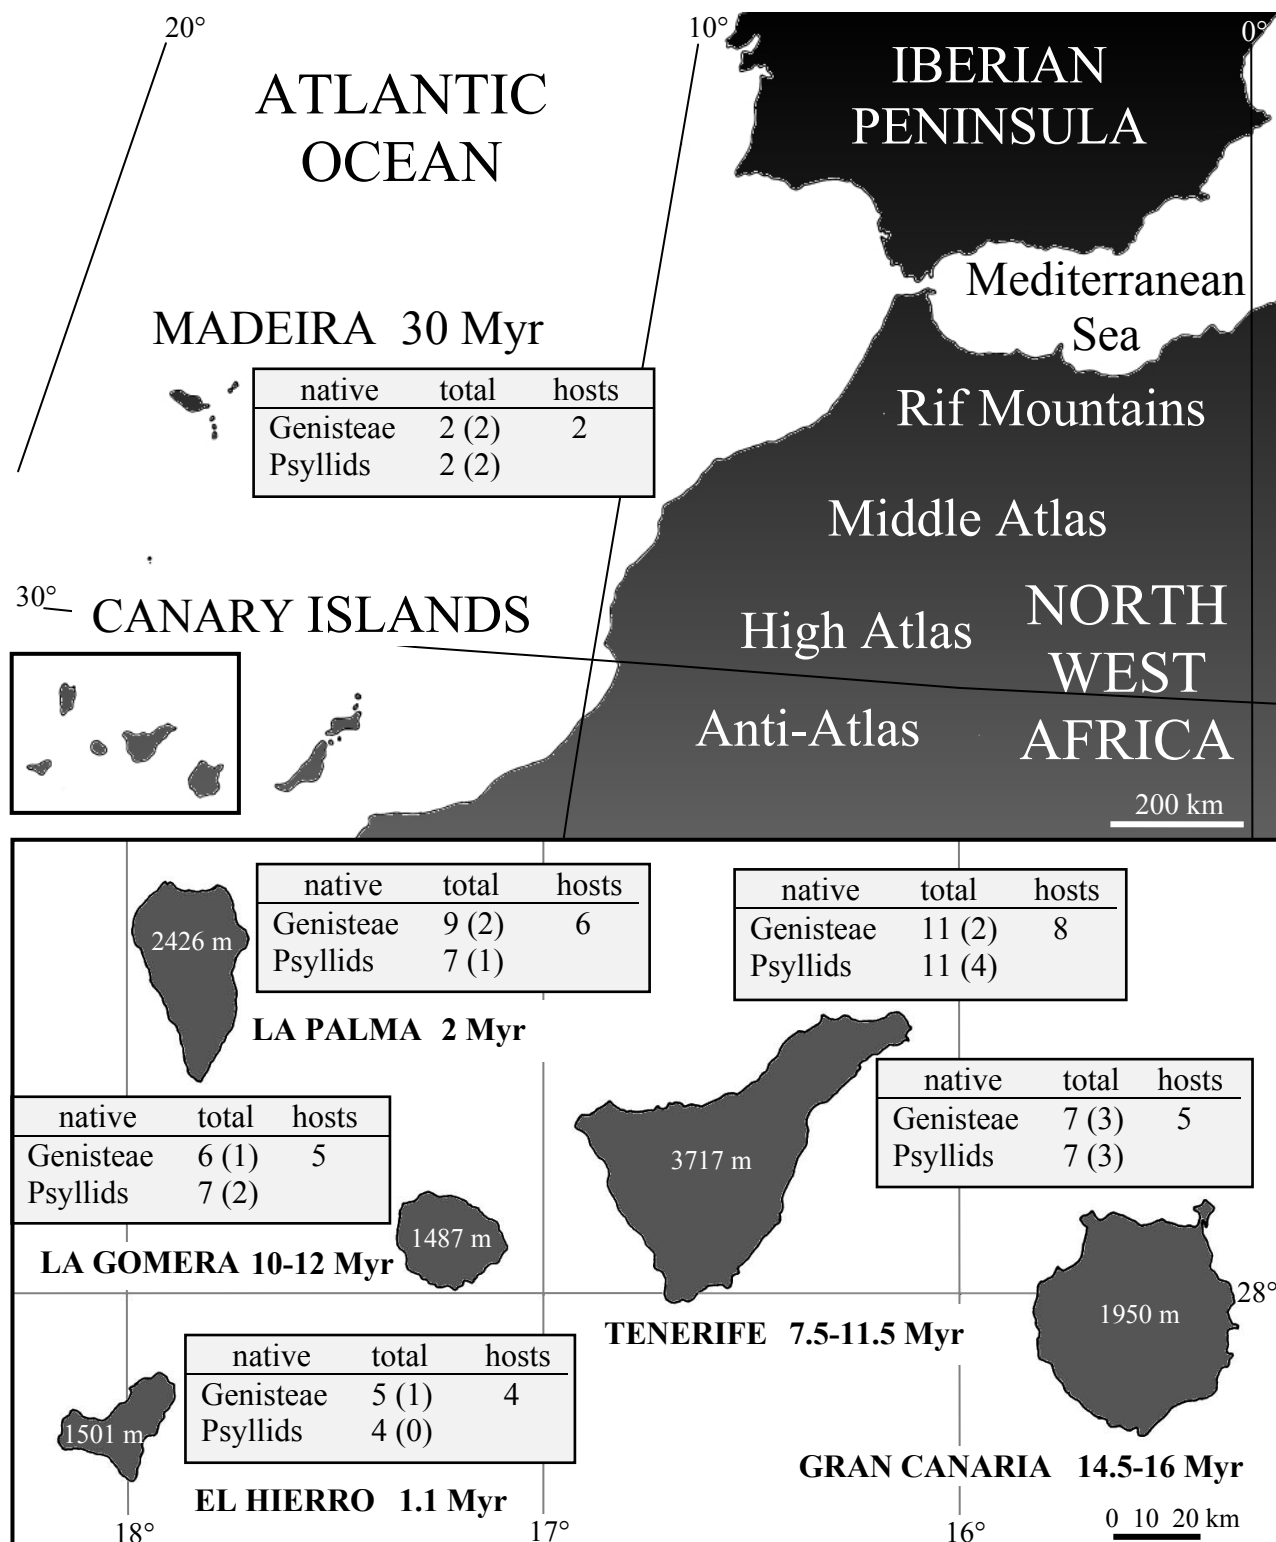 20°
10°
0°
ATLANTIC
OCEAN
IBERIAN
PENINSULA
Mediterranean
Sea
MADEIRA 30 Myr
native total hosts
Genisteae 2 (2) 2
Psyllids 2 (2)
Rif Mountains
Middle Atlas
30°
CANARY ISLANDS
High Atlas
NORTH
WEST
AFRICA
Anti-Atlas
200 km
native total hosts
Genisteae 9 (2) 6
Psyllids 7 (1)
2426 m
LA PALMA 2 Myr
native total hosts
Genisteae 11 (2) 8
Psyllids 11 (4)
3717 m
TENERIFE 7.5-11.5 Myr
native total hosts
Genisteae 7 (3) 5
Psyllids 7 (3)
1950 m
28°
GRAN CANARIA 14.5-16 Myr
native total hosts
Genisteae 6 (1) 5
Psyllids 7 (2)
1487 m
LA GOMERA 10-12 Myr
native total hosts
Genisteae 5 (1) 4
Psyllids 4 (0)
1501 m
EL HIERRO 1.1 Myr
18°
17°
16°
0 10 20 km